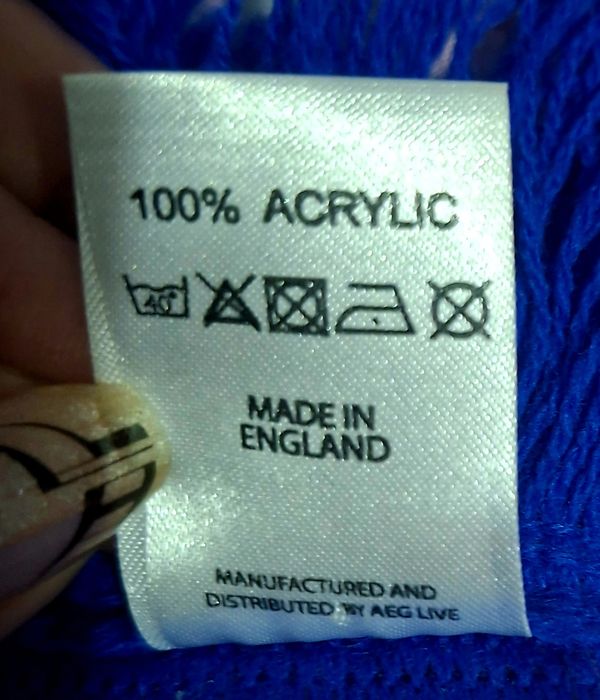 100% ACRYLIC
40°
MADE IN
ENGLAND
MANUFACTURED AND
DISTRIBUTED BY AEG LIVE